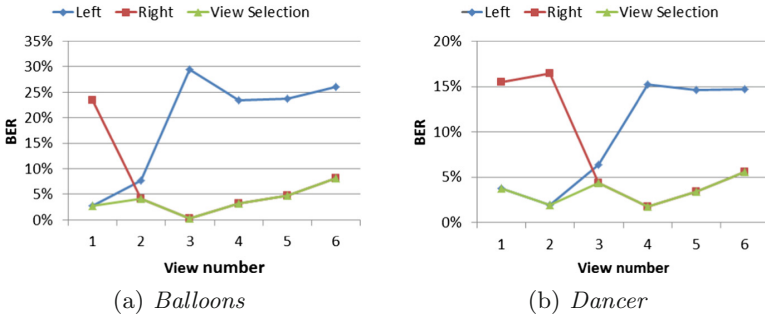 Left Right View Selection
35%
30%
25%
20%
15%
10%
5%
0%
BER
1 2 3 4 5 6
View number
(a) Balloons
Left Right View Selection
20%
15%
10%
5%
0%
BER
1 2 3 4 5 6
View number
(b) Dancer